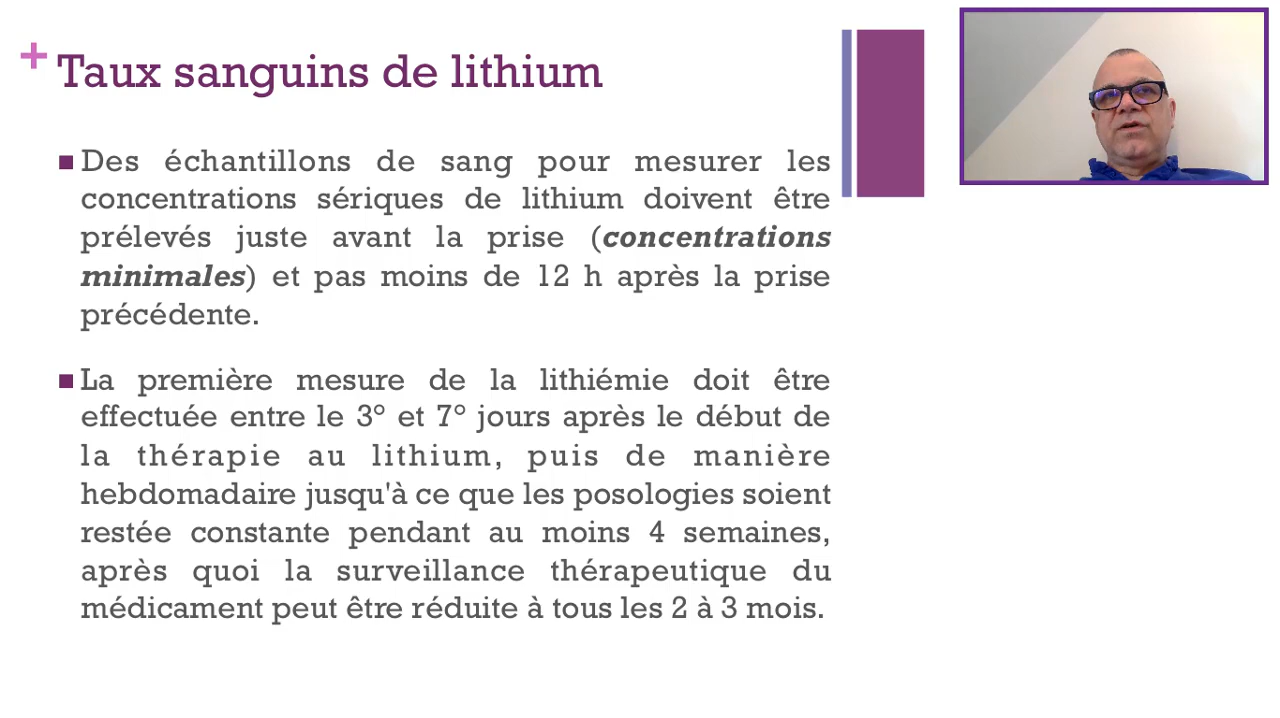 + Taux sanguins de lithium
Des échantillons de sang pour mesurer les
concentrations sériques de lithium doivent être
prélevés juste avant la prise (concentrations
minimales) et pas moins de 12 h après la prise
précédente.
La première mesure de la lithiémie doit être
effectuée entre le 3° et 7° jours après le début de
la thérapie au lithium, puis de manière
hebdomadaire jusqu'à ce que les posologies soient
restée constante pendant au moins 4 semaines,
après quoi la surveillance thérapeutique du
médicament peut être réduite à tous les 2 à 3 mois.